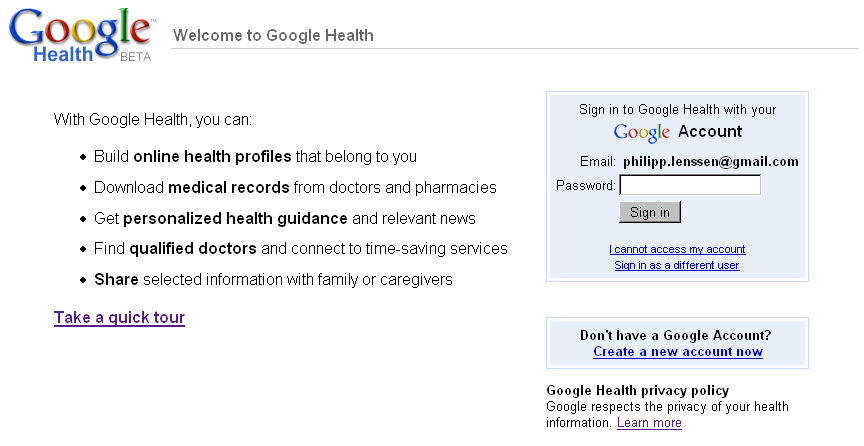 Google™
Health BETA
Welcome to Google Health
With Google Health, you can:
• Build online health profiles that belong to you
• Download medical records from doctors and pharmacies
• Get personalized health guidance and relevant news
• Find qualified doctors and connect to time-saving services
• Share selected information with family or caregivers
Take a quick tour
Sign in to Google Health with your
Google Account
Email: philipp.lenssen@gmail.com
Password:
Sign in
I cannot access my account
Sign in as a different user
Don't have a Google Account?
Create a new account now
Google Health privacy policy
Google respects the privacy of your health
information. Learn more